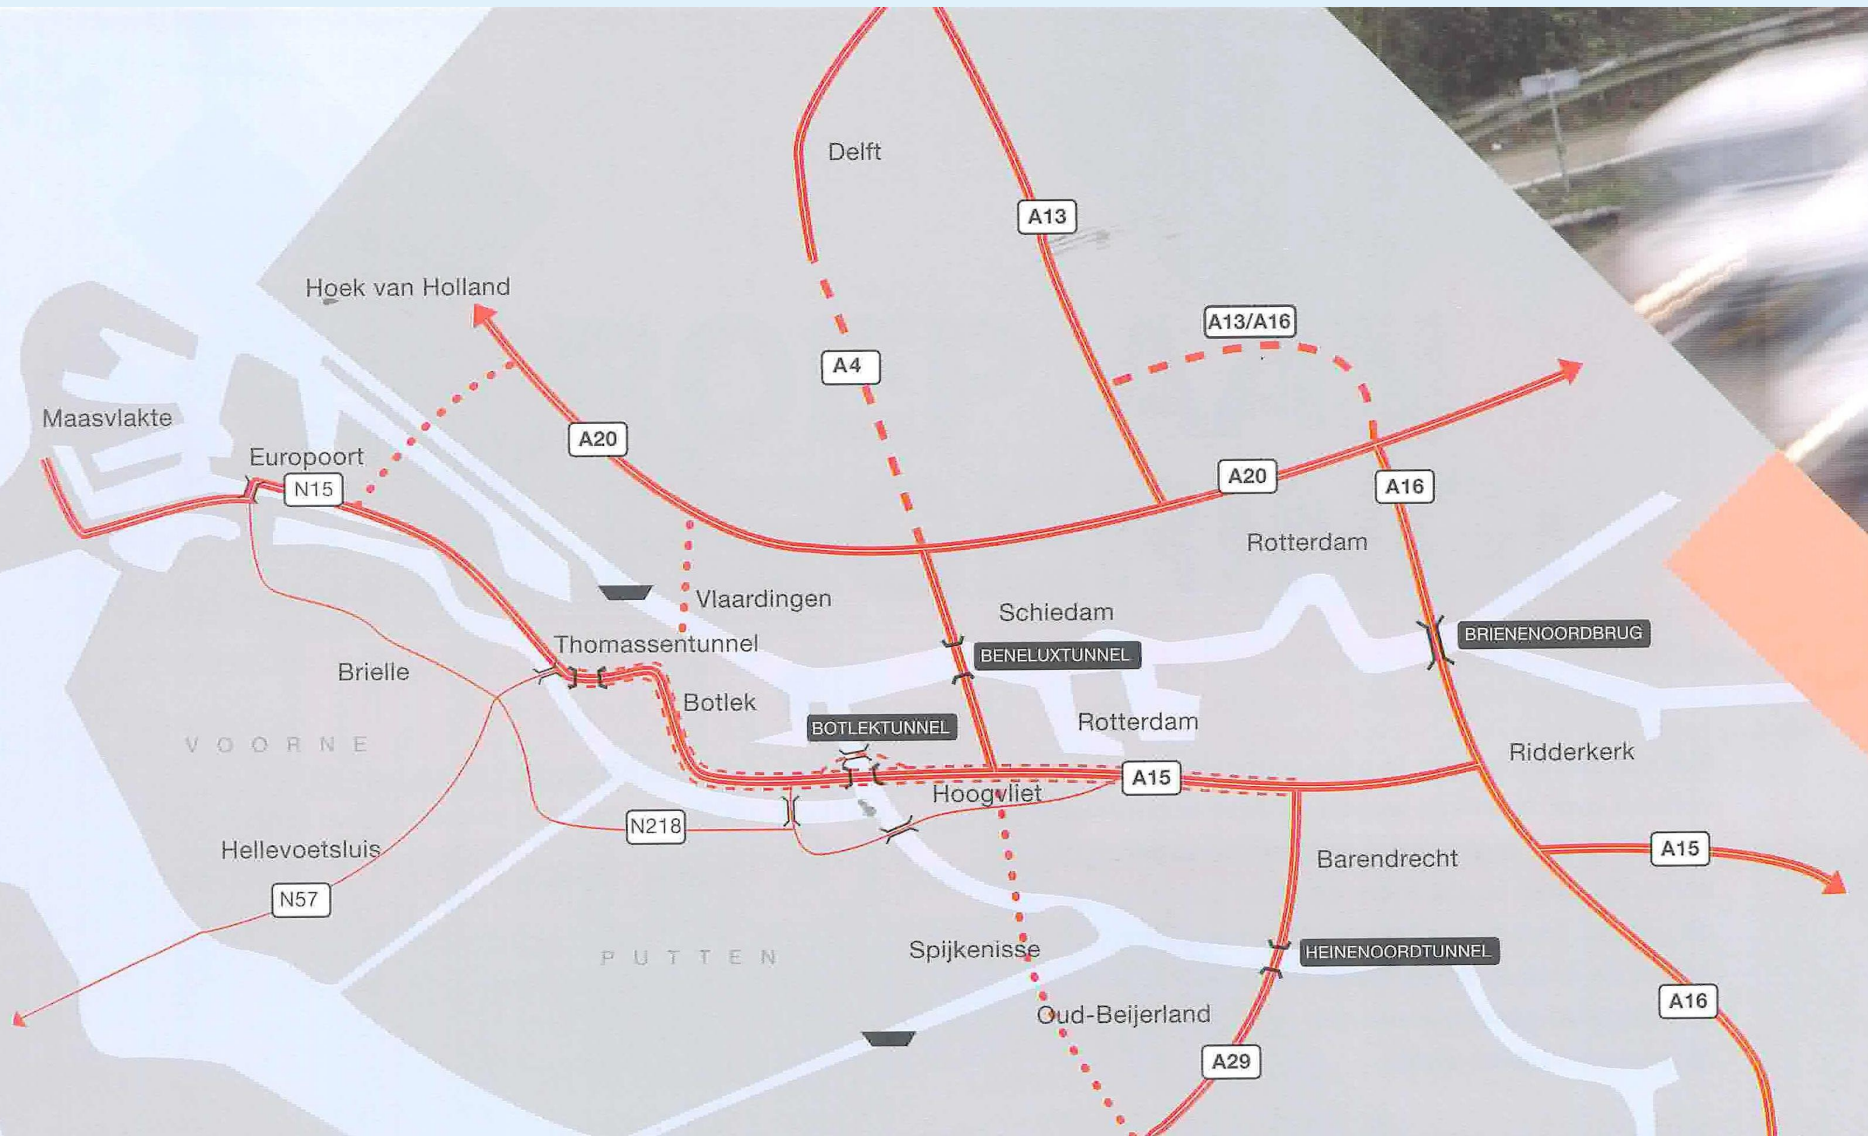 Delft
A13
Hoek van Holland
A13/A16
A4
Maasvlakte
A20
Europoort
N15
A20
A16
Rotterdam
Vlaardingen
Schiedam
BRIENENOORDBRUG
Thomassentunnel
BENELUXTUNNEL
Brielle
Botlek
Rotterdam
BOTLEKTUNNEL
VOORNE
Ridderkerk
A15
Hoogvliet
N218
Hellevoetsluis
Barendrecht
A15
N57
Spijkenisse
HEINENOORDTUNNEL
PUTTEN
A16
Oud-Beijerland
A29